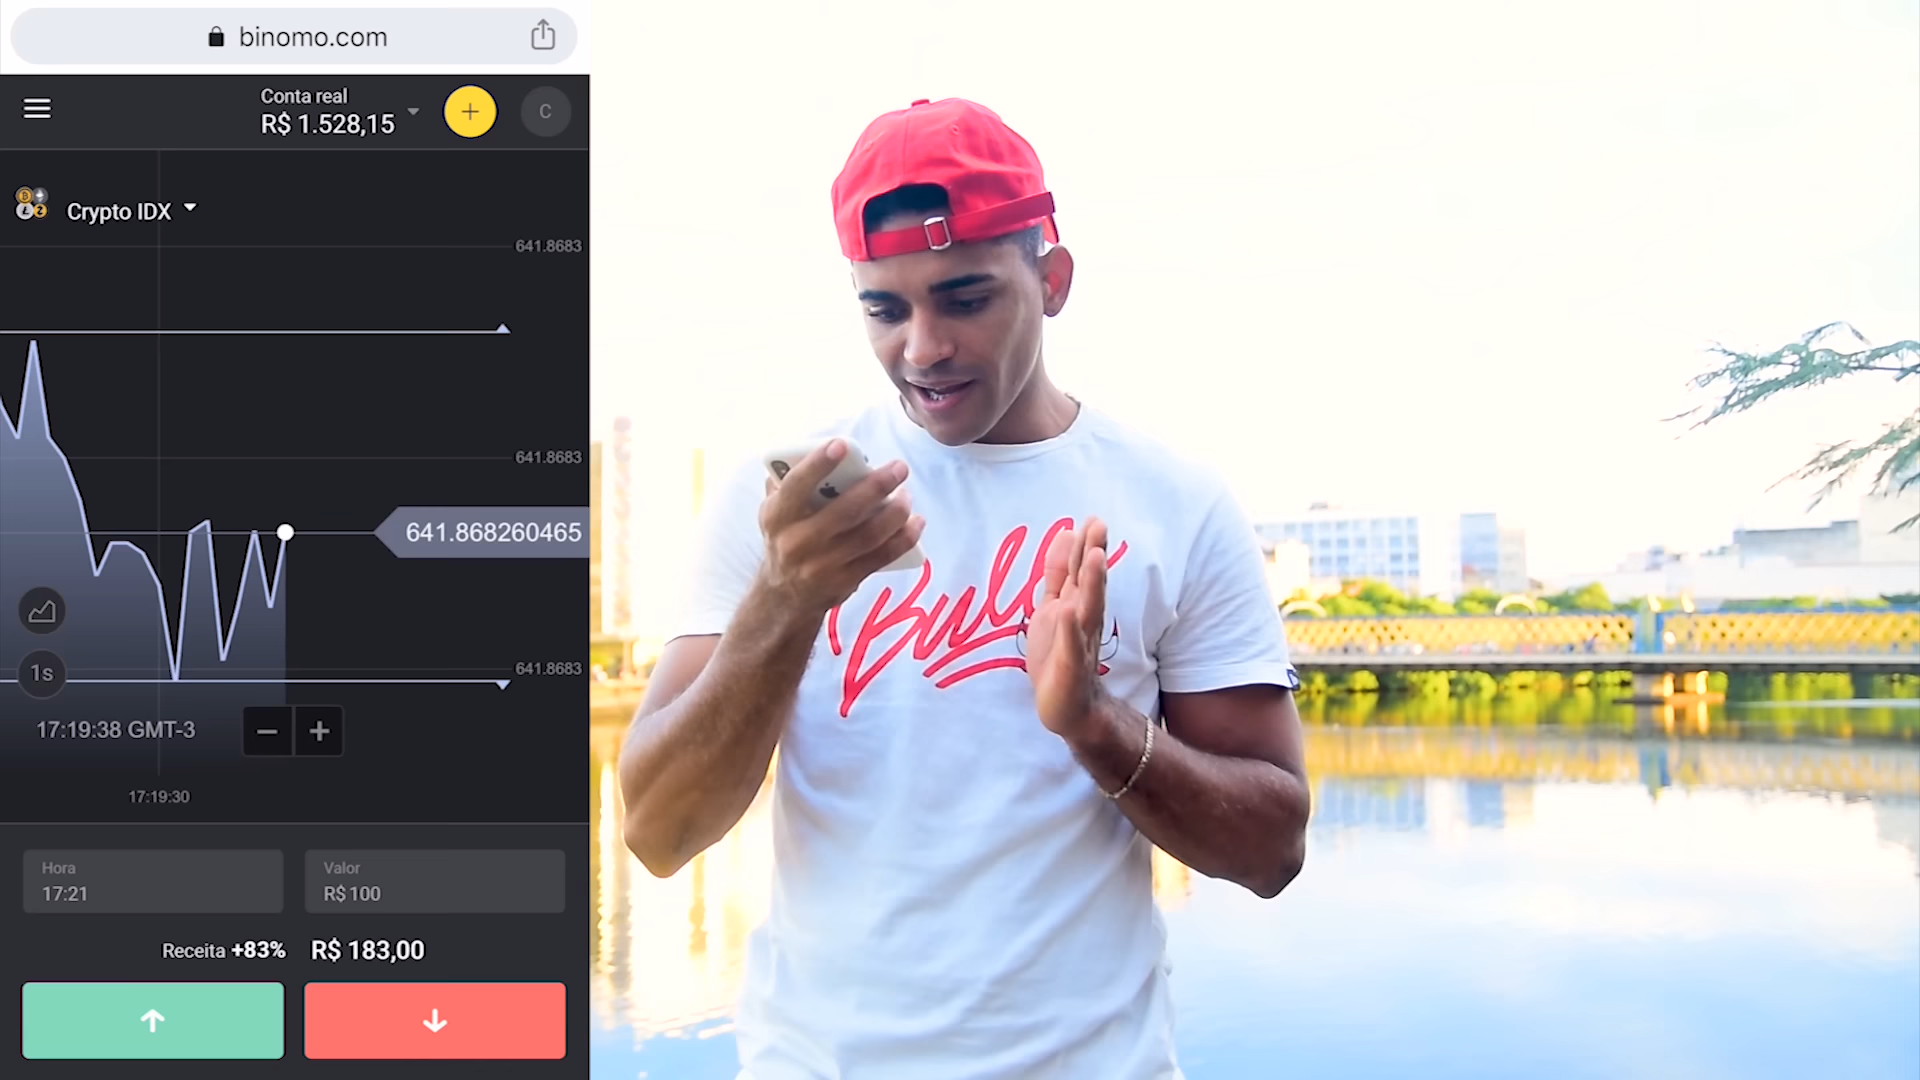 binomo.com
Conta real
R$ 1.528,15
C
Crypto IDX
641.8683
641.8683
641.868260465
641.8683
1s
17:19:38 GMT-3
17:19:30
Hora
17:21
Valor
R$ 100
Receita +83%
R$ 183,00
Bulls